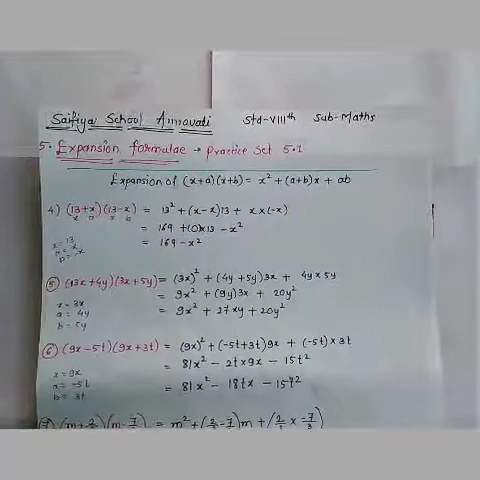 Saifiya School Amravati Std-VIIIth Sub-Maths
5. Expansion formulae → Practice Set 5.1
Expansion of (x+a)(x+b) = x² + (a+b)x + ab
4) (13+x)(13-x) = 13² + (x-x)13 + x×(-x)
x a x b
= 169 + (0)×13 - x²
= 169 - x²
x = 13
a = x
b = -x
⑤ (13x+4y)(3x+5y) = (3x)² + (4y+5y)3x + 4y×5y
= 9x² + (9y)3x + 20y²
= 9x² + 27xy + 20y²
x = 3x
a = 4y
b = 5y
⑥ (9x-5t)(9x+3t) = (9x)² + (-5t+3t)9x + (-5t)×3t
= 81x² - 2t×9x - 15t²
= 81x² - 18tx - 15t²
x = 9x
a = -5t
b = 3t
= m² +